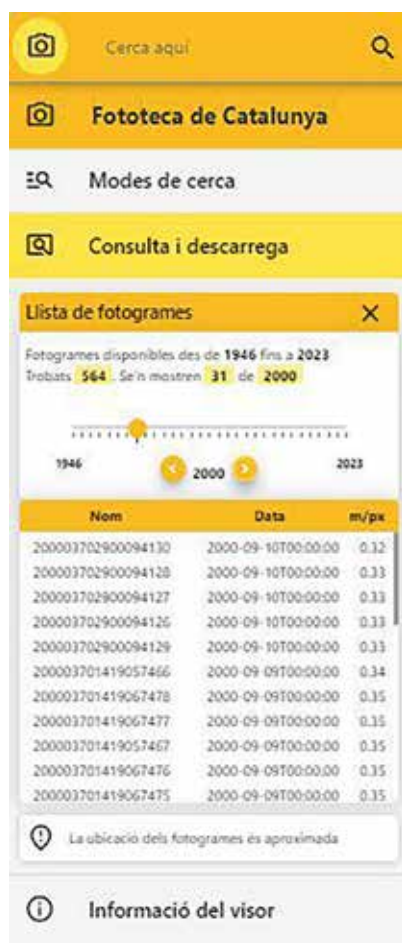 Cerca aquí
Fototeca de Catalunya
Modes de cerca
Consulta i descarrega
Llista de fotogrames
Fotogrames disponibles des de 1946 fins a 2023
Trobats 564 . Se'n mostren 31 de 2000
1946 2000 2023
Nom Data m/px
200003702900094130 2000-09-10T00:00:00 0.32
200003702900094128 2000-09-10T00:00:00 0.33
200003702900094127 2000-09-10T00:00:00 0.33
200003702900094126 2000-09-10T00:00:00 0.33
200003702900094129 2000-09-10T00:00:00 0.33
200003701419057466 2000-09-09T00:00:00 0.34
200003701419067478 2000-09-09T00:00:00 0.35
200003701419067477 2000-09-09T00:00:00 0.35
200003701419057467 2000-09-09T00:00:00 0.35
200003701419067476 2000-09-09T00:00:00 0.35
200003701419067475 2000-09-09T00:00:00 0.35
La ubicació dels fotogrames és aproximada
Informació del visor